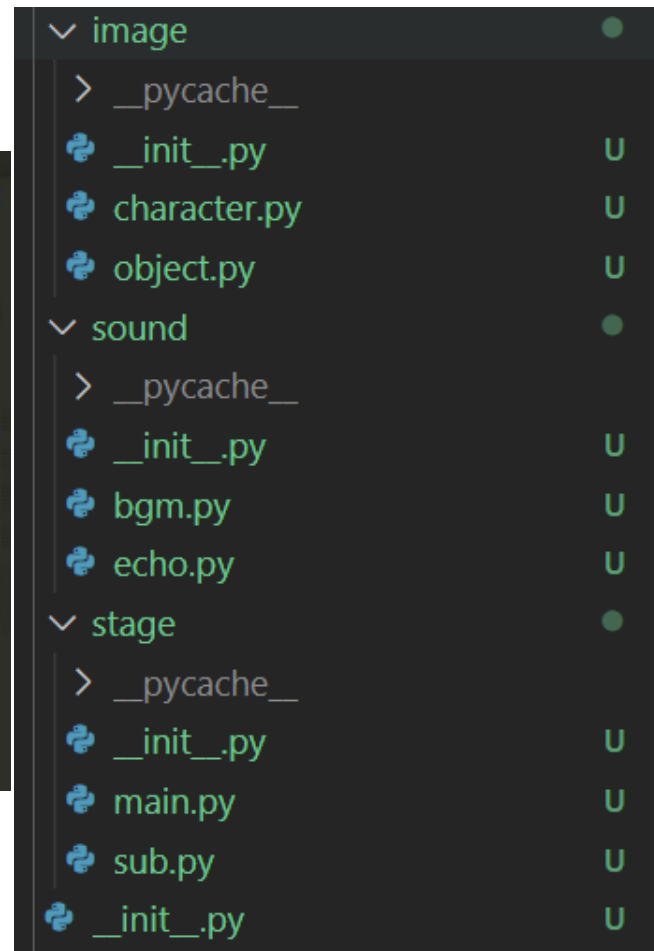 image
__pycache__
__init__.py U
character.py U
object.py U
sound
__pycache__
__init__.py U
bgm.py U
echo.py U
stage
__pycache__
__init__.py U
main.py U
sub.py U
__init__.py U